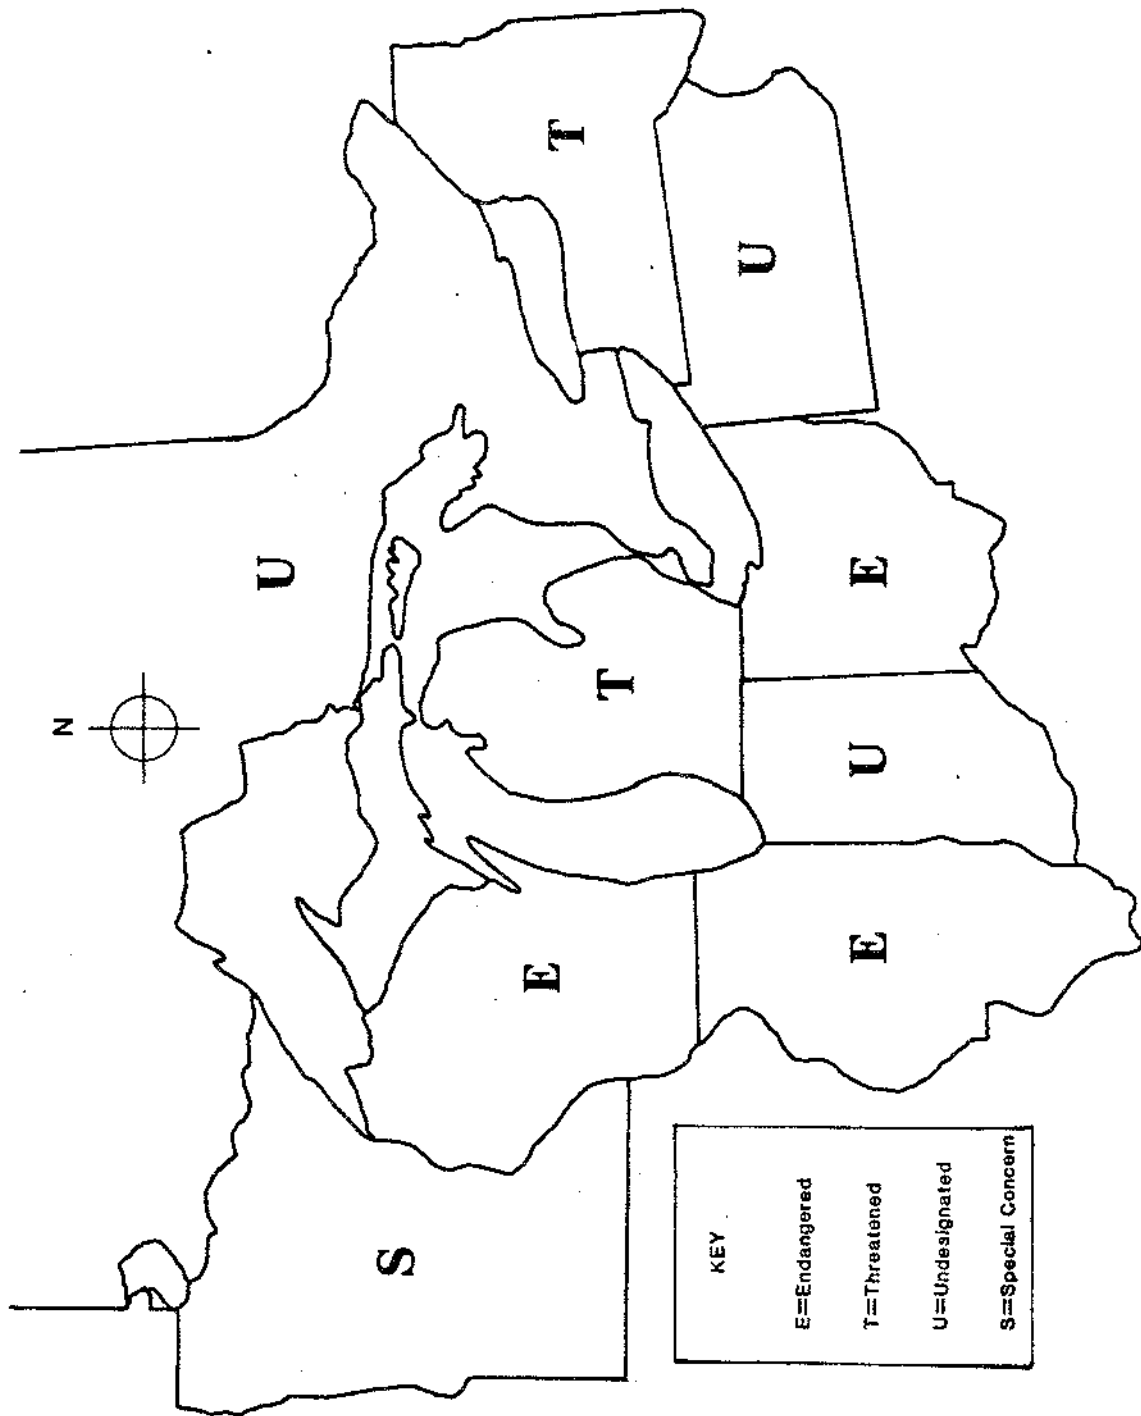 N
U
T
S
E
T
U
E
U
E
KEY
E=Endangered
T=Threatened
U=Undesignated
S=Special Concern